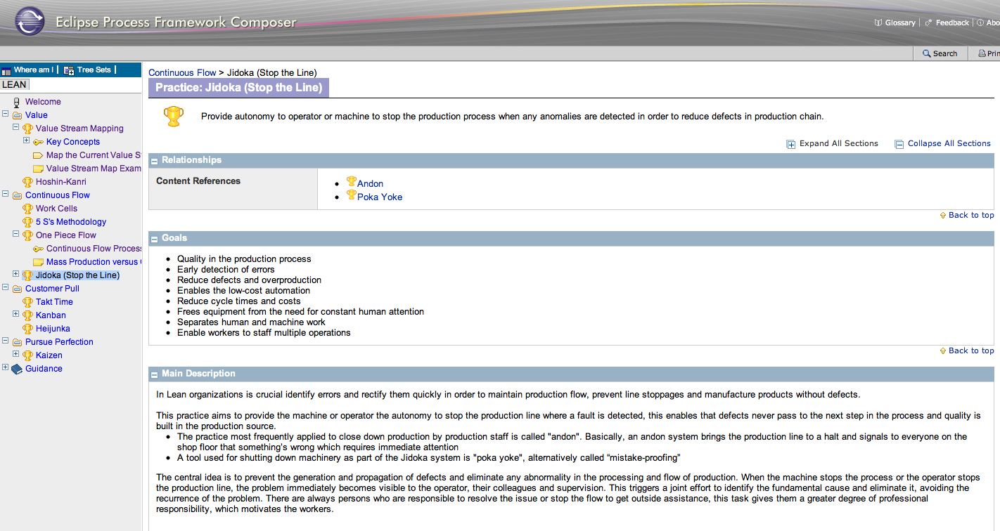 Eclipse Process Framework Composer
Glossary | Feedback | Abo
Search | Prin
Where am I | Tree Sets |
LEAN
Welcome
Value
Value Stream Mapping
Key Concepts
Map the Current Value S
Value Stream Map Exam
Hoshin-Kanri
Continuous Flow
Work Cells
5 S's Methodology
One Piece Flow
Continuous Flow Process
Mass Production versus
Jidoka (Stop the Line)
Customer Pull
Takt Time
Kanban
Heijunka
Pursue Perfection
Kaizen
Guidance
Continuous Flow > Jidoka (Stop the Line)
Practice: Jidoka (Stop the Line)
Provide autonomy to operator or machine to stop the production process when any anomalies are detected in order to reduce defects in production chain.
Expand All Sections Collapse All Sections
Relationships
Content References
Andon
Poka Yoke
Back to top
Goals
Quality in the production process
Early detection of errors
Reduce defects and overproduction
Enables the low-cost automation
Reduce cycle times and costs
Frees equipment from the need for constant human attention
Separates human and machine work
Enable workers to staff multiple operations
Back to top
Main Description
In Lean organizations is crucial identify errors and rectify them quickly in order to maintain production flow, prevent line stoppages and manufacture products without defects.
This practice aims to provide the machine or operator the autonomy to stop the production line where a fault is detected, this enables that defects never pass to the next step in the process and quality is
built in the production source.
The practice most frequently applied to close down production by production staff is called "andon". Basically, an andon system brings the production line to a halt and signals to everyone on the
shop floor that something's wrong which requires immediate attention
A tool used for shutting down machinery as part of the Jidoka system is "poka yoke", alternatively called “mistake-proofing”
The central idea is to prevent the generation and propagation of defects and eliminate any abnormality in the processing and flow of production. When the machine stops the process or the operator stops
the production line, the problem immediately becomes visible to the operator, their colleagues and supervision. This triggers a joint effort to identify the fundamental cause and eliminate it, avoiding the
recurrence of the problem. There are always persons who are responsible to resolve the issue or stop the flow to get outside assistance, this task gives them a greater degree of professional
responsibility, which motivates the workers.